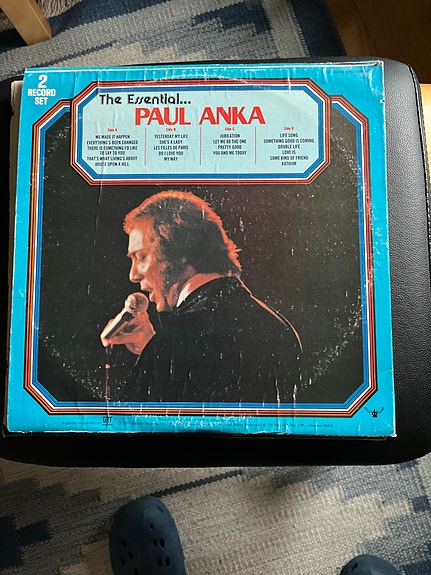 2
RECORD
SET
The Essential...
PAUL ANKA
Side A
WE MADE IT HAPPEN
EVERYTHING'S BEEN CHANGED
THERE IS SOMETHING I'D LIKE
TO SAY TO YOU
THAT'S WHAT LIVING'S ABOUT
HOUSE UPON A HILL
Side B
YESTERDAY MY LIFE
SHE'S A LADY
LES FILLES DE PARIS
DO I LOVE YOU
MY WAY
Side C
JUBILATION
LET ME BE THE ONE
PRETTY GOOD
YOU AND ME TODAY
Side D
LIFE SONG
SOMETHING GOOD IS COMING
DOUBLE LIFE
LOVE IS
SOME KIND OF FRIEND
KATHUM
GRT